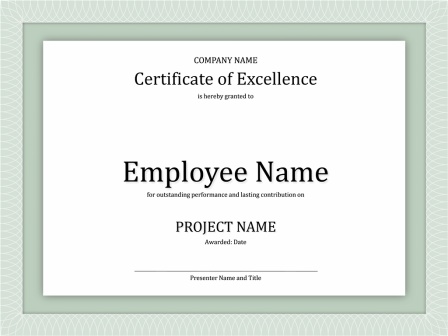 COMPANY NAME
Certificate of Excellence
is hereby granted to
Employee Name
for outstanding performance and lasting contribution on
PROJECT NAME
Awarded: Date
Presenter Name and Title